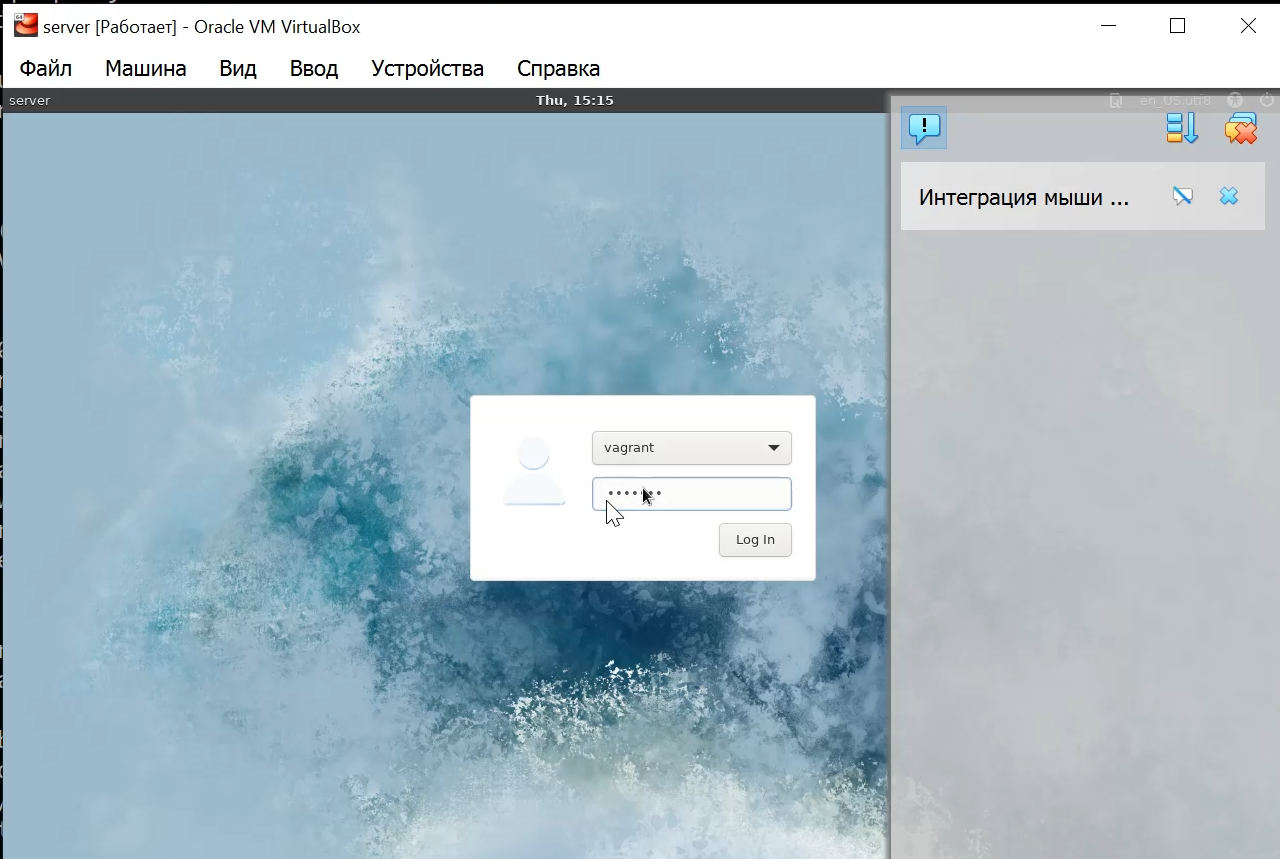 server [Работает] - Oracle VM VirtualBox
Файл Машина Вид Ввод Устройства Справка
server Thu, 15:15 en_US.utf8
Интеграция мыши ...
vagrant
Log In